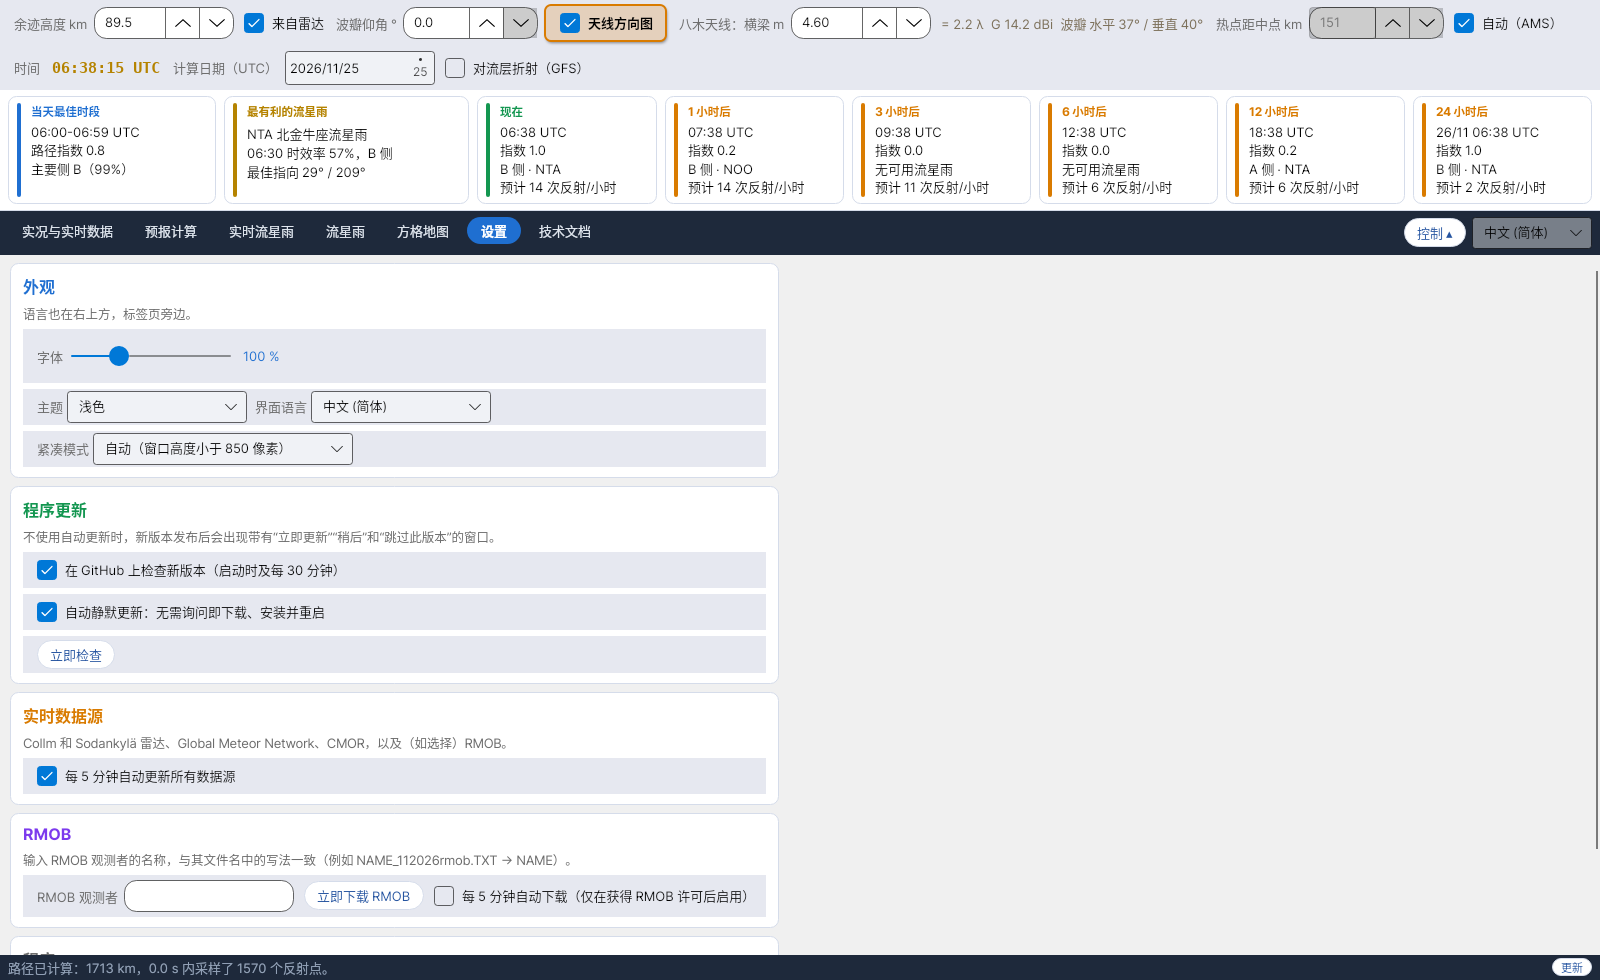 余迹高度 km 89.5 来自雷达 波瓣仰角 ° 0.0 天线方向图 八木天线：横梁 m 4.60 = 2.2 λ G 14.2 dBi 波瓣 水平 37° / 垂直 40° 热点距中点 km 151 自动（AMS）
时间 06:38:15 UTC 计算日期（UTC） 2026/11/25 25 对流层折射（GFS）
当天最佳时段
06:00-06:59 UTC
路径指数 0.8
主要侧 B（99%）
最有利的流星雨
NTA 北金牛座流星雨
06:30 时效率 57%，B 侧
最佳指向 29° / 209°
现在
06:38 UTC
指数 1.0
B 侧 · NTA
预计 14 次反射/小时
1 小时后
07:38 UTC
指数 0.2
B 侧 · NOO
预计 14 次反射/小时
3 小时后
09:38 UTC
指数 0.0
无可用流星雨
预计 11 次反射/小时
6 小时后
12:38 UTC
指数 0.0
无可用流星雨
预计 6 次反射/小时
12 小时后
18:38 UTC
指数 0.2
A 侧 · NTA
预计 6 次反射/小时
24 小时后
26/11 06:38 UTC
指数 1.0
B 侧 · NTA
预计 2 次反射/小时
实况与实时数据 预报计算 实时流星雨 流星雨 方格地图 设置 技术文档 控制 ▴ 中文 (简体)
外观
语言也在右上方，标签页旁边。
字体 100 %
主题 浅色 界面语言 中文 (简体)
紧凑模式 自动（窗口高度小于 850 像素）
程序更新
不使用自动更新时，新版本发布后会出现带有“立即更新”“稍后”和“跳过此版本”的窗口。
在 GitHub 上检查新版本（启动时及每 30 分钟）
自动静默更新：无需询问即下载、安装并重启
立即检查
实时数据源
Collm 和 Sodankylä 雷达、Global Meteor Network、CMOR，以及（如选择）RMOB。
每 5 分钟自动更新所有数据源
RMOB
输入 RMOB 观测者的名称，与其文件名中的写法一致（例如 NAME_112026rmob.TXT → NAME）。
RMOB 观测者 立即下载 RMOB 每 5 分钟自动下载（仅在获得 RMOB 许可后启用）
路径已计算：1713 km，0.0 s 内采样了 1570 个反射点。 更新